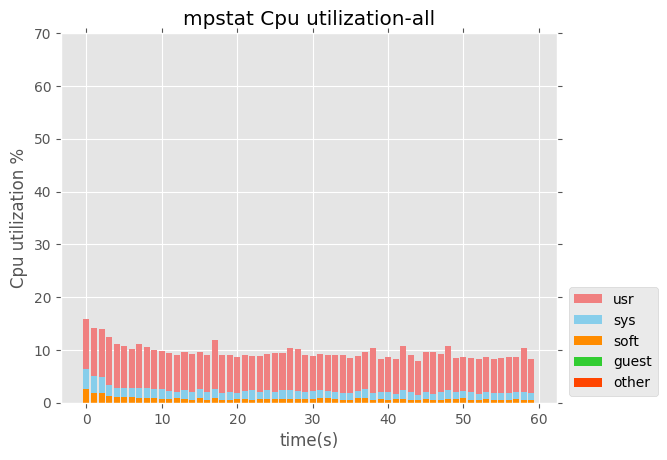 mpstat Cpu utilization-all
70
60
50
40
30
20
10
0
Cpu utilization %
0 10 20 30 40 50 60
time(s)
usr
sys
soft
guest
other